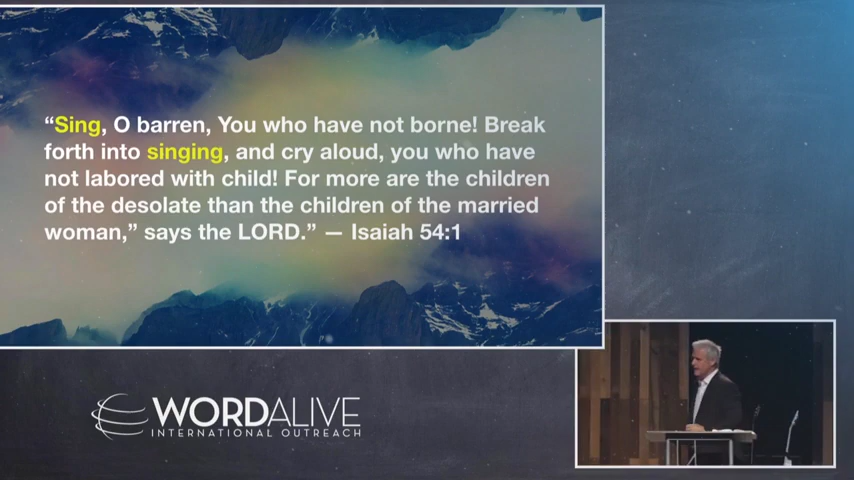 “Sing, O barren, You who have not borne! Break
forth into singing, and cry aloud, you who have
not labored with child! For more are the children
of the desolate than the children of the married
woman,” says the LORD.” — Isaiah 54:1
WORDALIVE
INTERNATIONAL OUTREACH